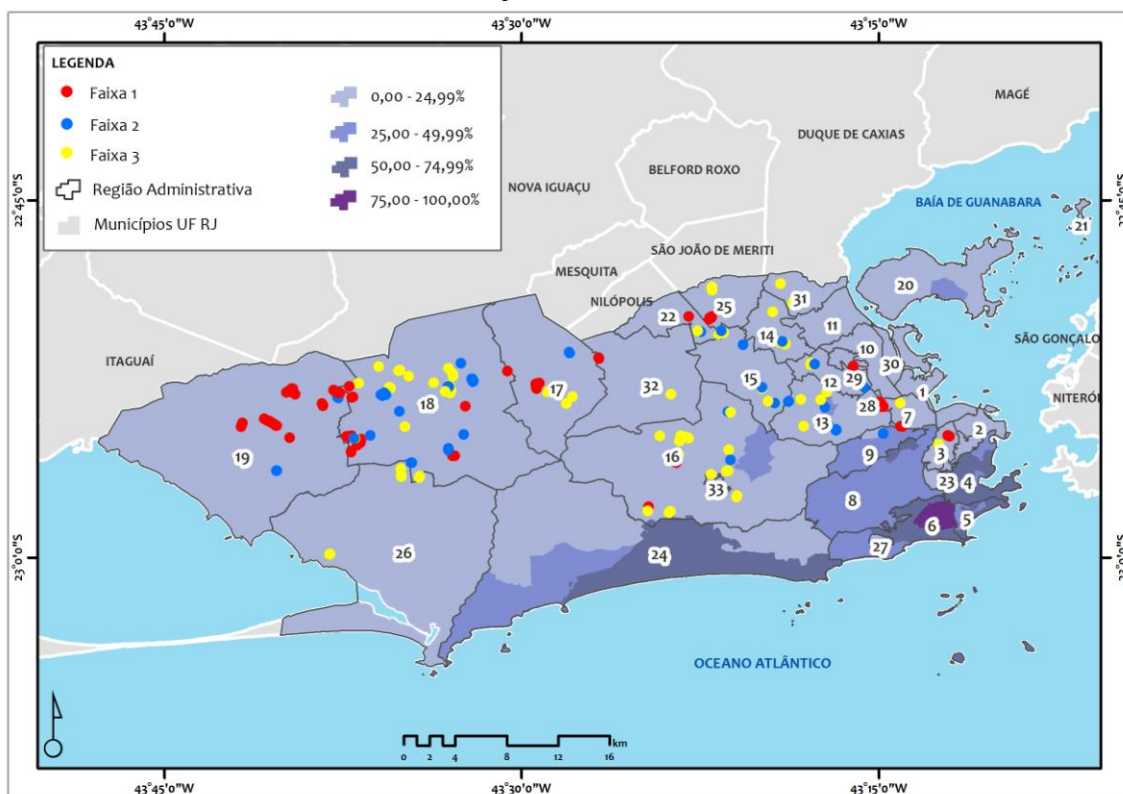 43°45'0"W
43°30'0"W
43°15'0"W
LEGENDA
Faixa 1
Faixa 2
Faixa 3
Região Administrativa
Municípios UF RJ
0,00 - 24,99%
25,00 - 49,99%
50,00 - 74,99%
75,00 - 100,00%
MAGÉ
DUQUE DE CAXIAS
BELFORD ROXO
NOVA IGUAÇU
22°45'0"S
22°45'0"S
BAÍA DE GUANABARA
21
SÃO JOÃO DE MERITI
MESQUITA
NILÓPOLIS
20
31
25
22
SÃO GONÇALO
ITAGUAÍ
14
11
10
30
29
15
12
32
17
18
28
1
7
NITERÓI
13
2
19
16
9
3
33
23
4
8
5
6
27
24
26
23°0'0"S
23°0'0"S
OCEANO ATLÂNTICO
km
0 2 4 8 12 16
43°45'0"W
43°30'0"W
43°15'0"W